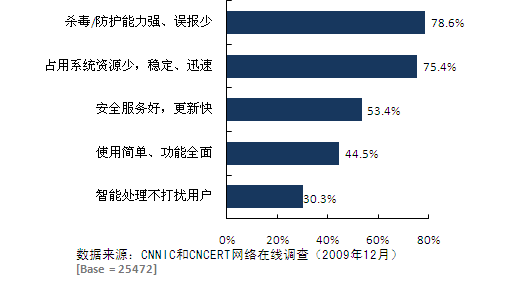 杀毒/防护能力强、误报少
78.6%
占用系统资源少，稳定、迅速
75.4%
安全服务好，更新快
53.4%
使用简单、功能全面
44.5%
智能处理不打扰用户
30.3%
0% 20% 40% 60% 80%
数据来源：CNNIC和CNCERT网络在线调查（2009年12月）
[Base = 25472]